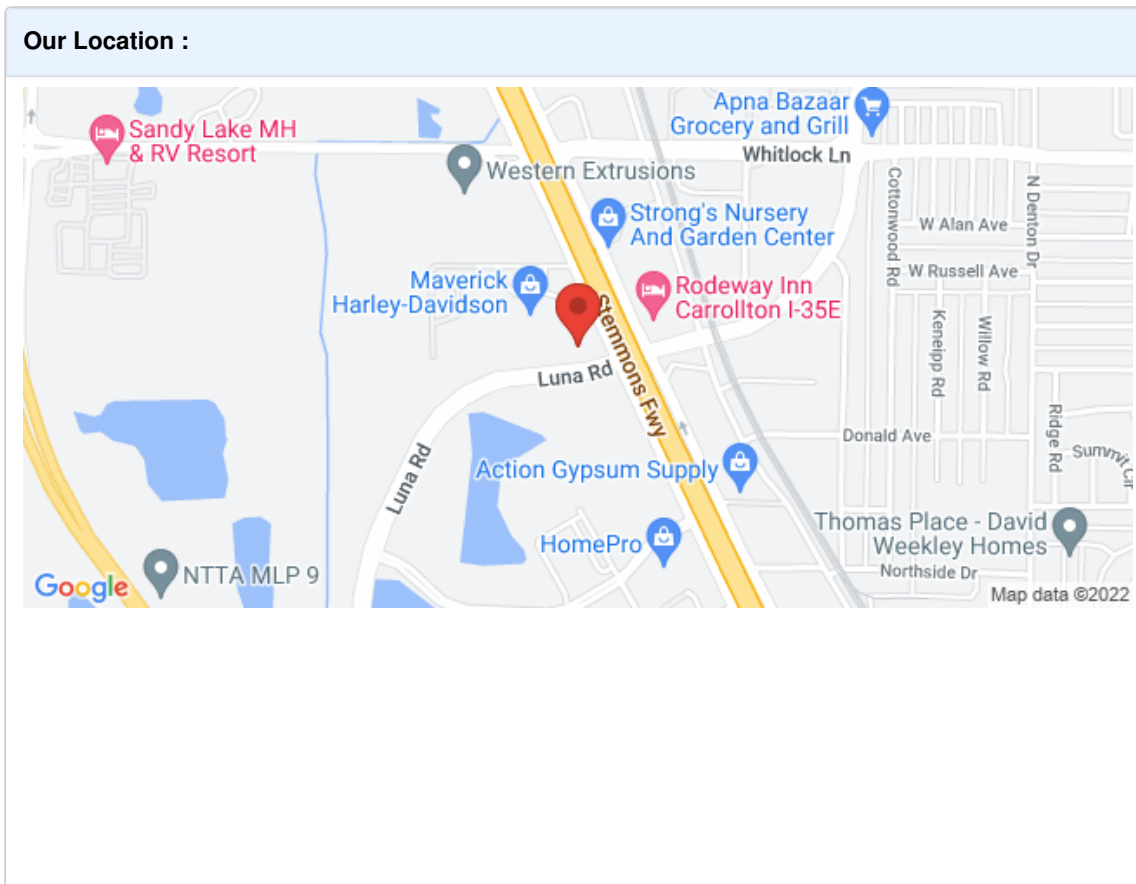 Our Location :
Apna Bazaar
Grocery and Grill
Sandy Lake MH
& RV Resort
Whitlock Ln
Western Extrusions
Cottonwood Rd
N Denton Dr
Strong's Nursery
And Garden Center
W Alan Ave
Maverick
Harley-Davidson
Rodeway Inn
Carrollton I-35E
W Russell Ave
Stemmons Fwy
Keneipp Rd
Willow Rd
Luna Rd
Ridge Rd
Donald Ave
Luna Rd
Summit Cir
Action Gypsum Supply
Thomas Place - David
Weekley Homes
HomePro
NTTA MLP 9
Northside Dr
Google
Map data ©2022